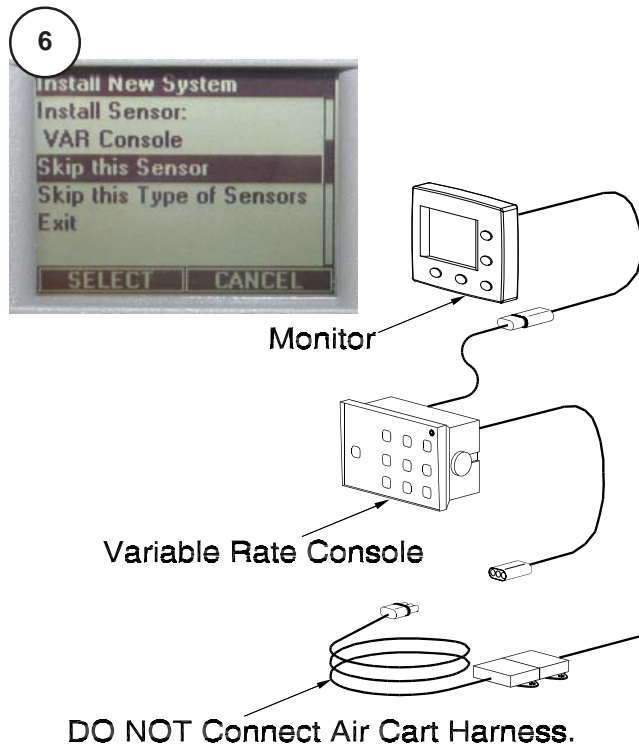 6
Install New System
Install Sensor:
VAR Console
Skip this Sensor
Skip this Type of Sensors
Exit
SELECT CANCEL
Monitor
Variable Rate Console
DO NOT Connect Air Cart Harness.